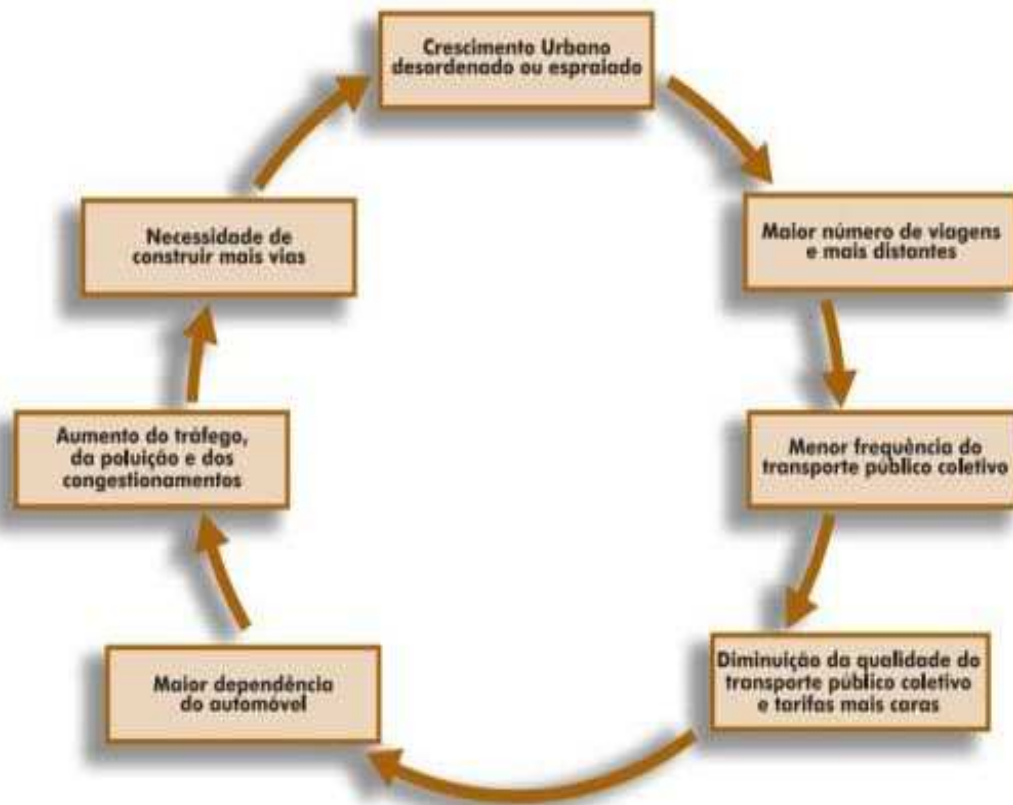 Crescimento Urbano
desordenado ou espraiado
Maior número de viagens
e mais distantes
Menor frequência do
transporte público coletivo
Diminuição da qualidade do
transporte público coletivo
e tarifas mais caras
Maior dependência
do automóvel
Aumento do tráfego,
da poluição e dos
congestionamentos
Necessidade de
construir mais vias